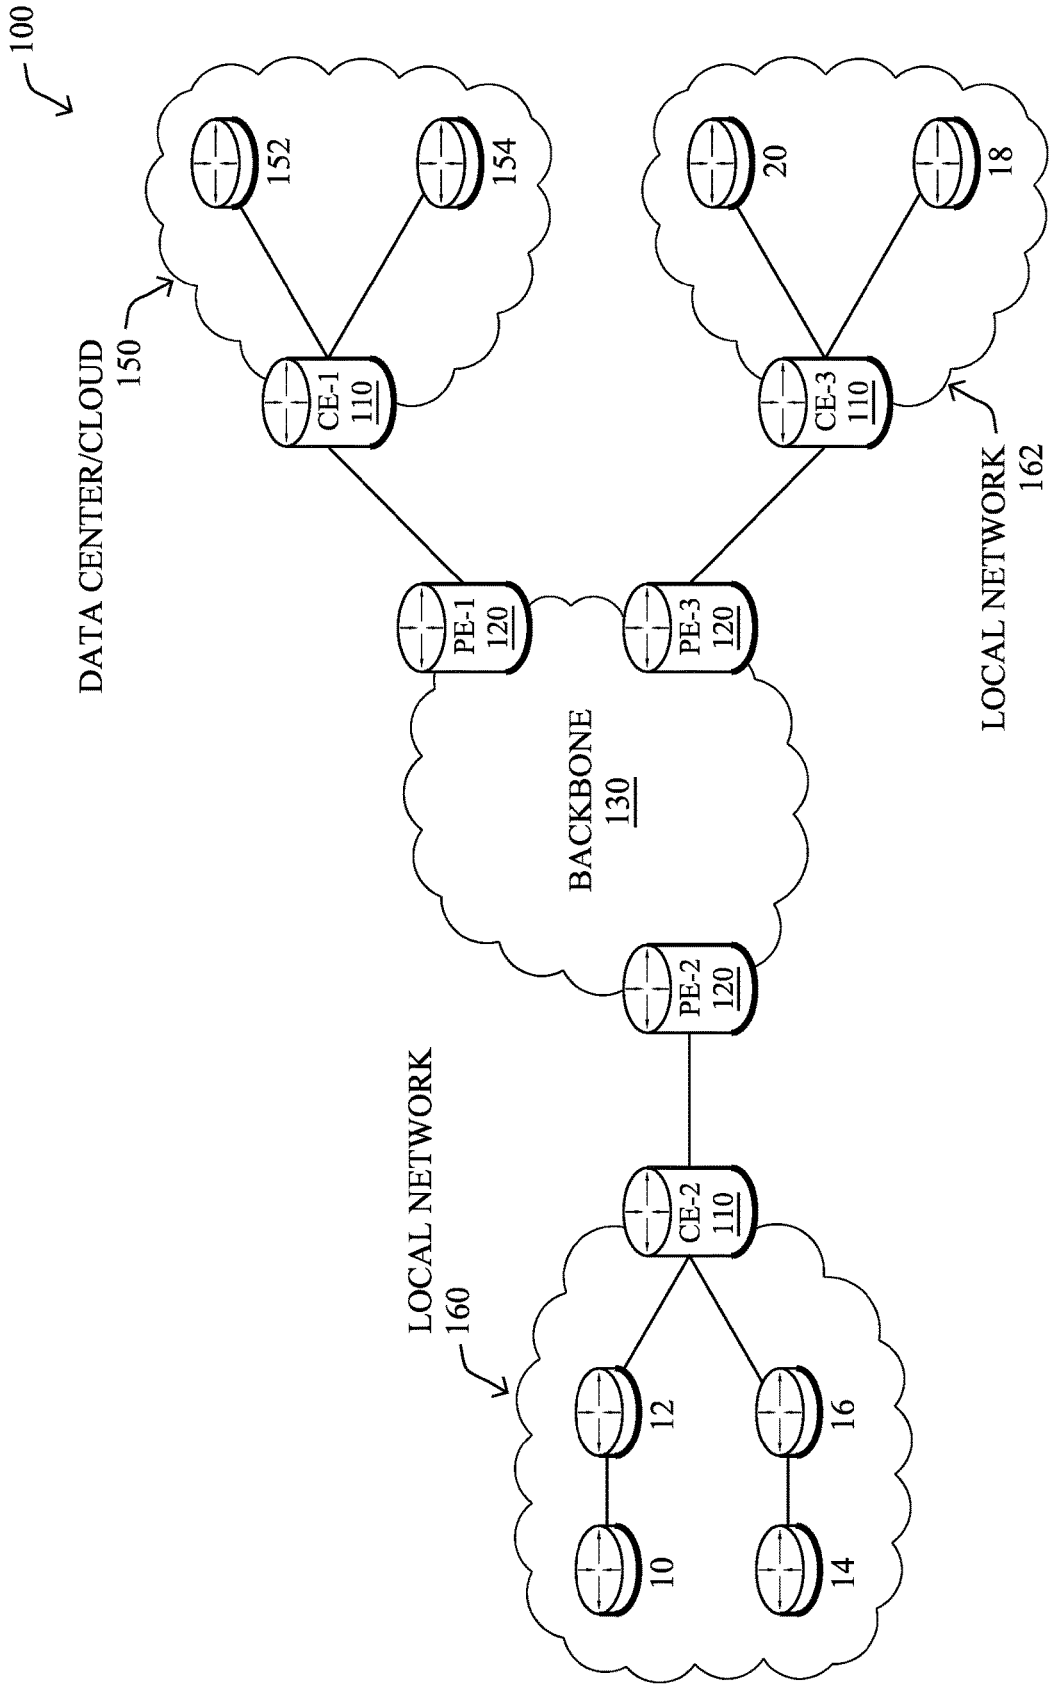 100
DATA CENTER/CLOUD
150
152
154
CE-1
110
PE-1
120
BACKBONE
130
LOCAL NETWORK
160
10
12
14
16
CE-2
110
PE-2
120
PE-3
120
CE-3
110
20
18
LOCAL NETWORK
162